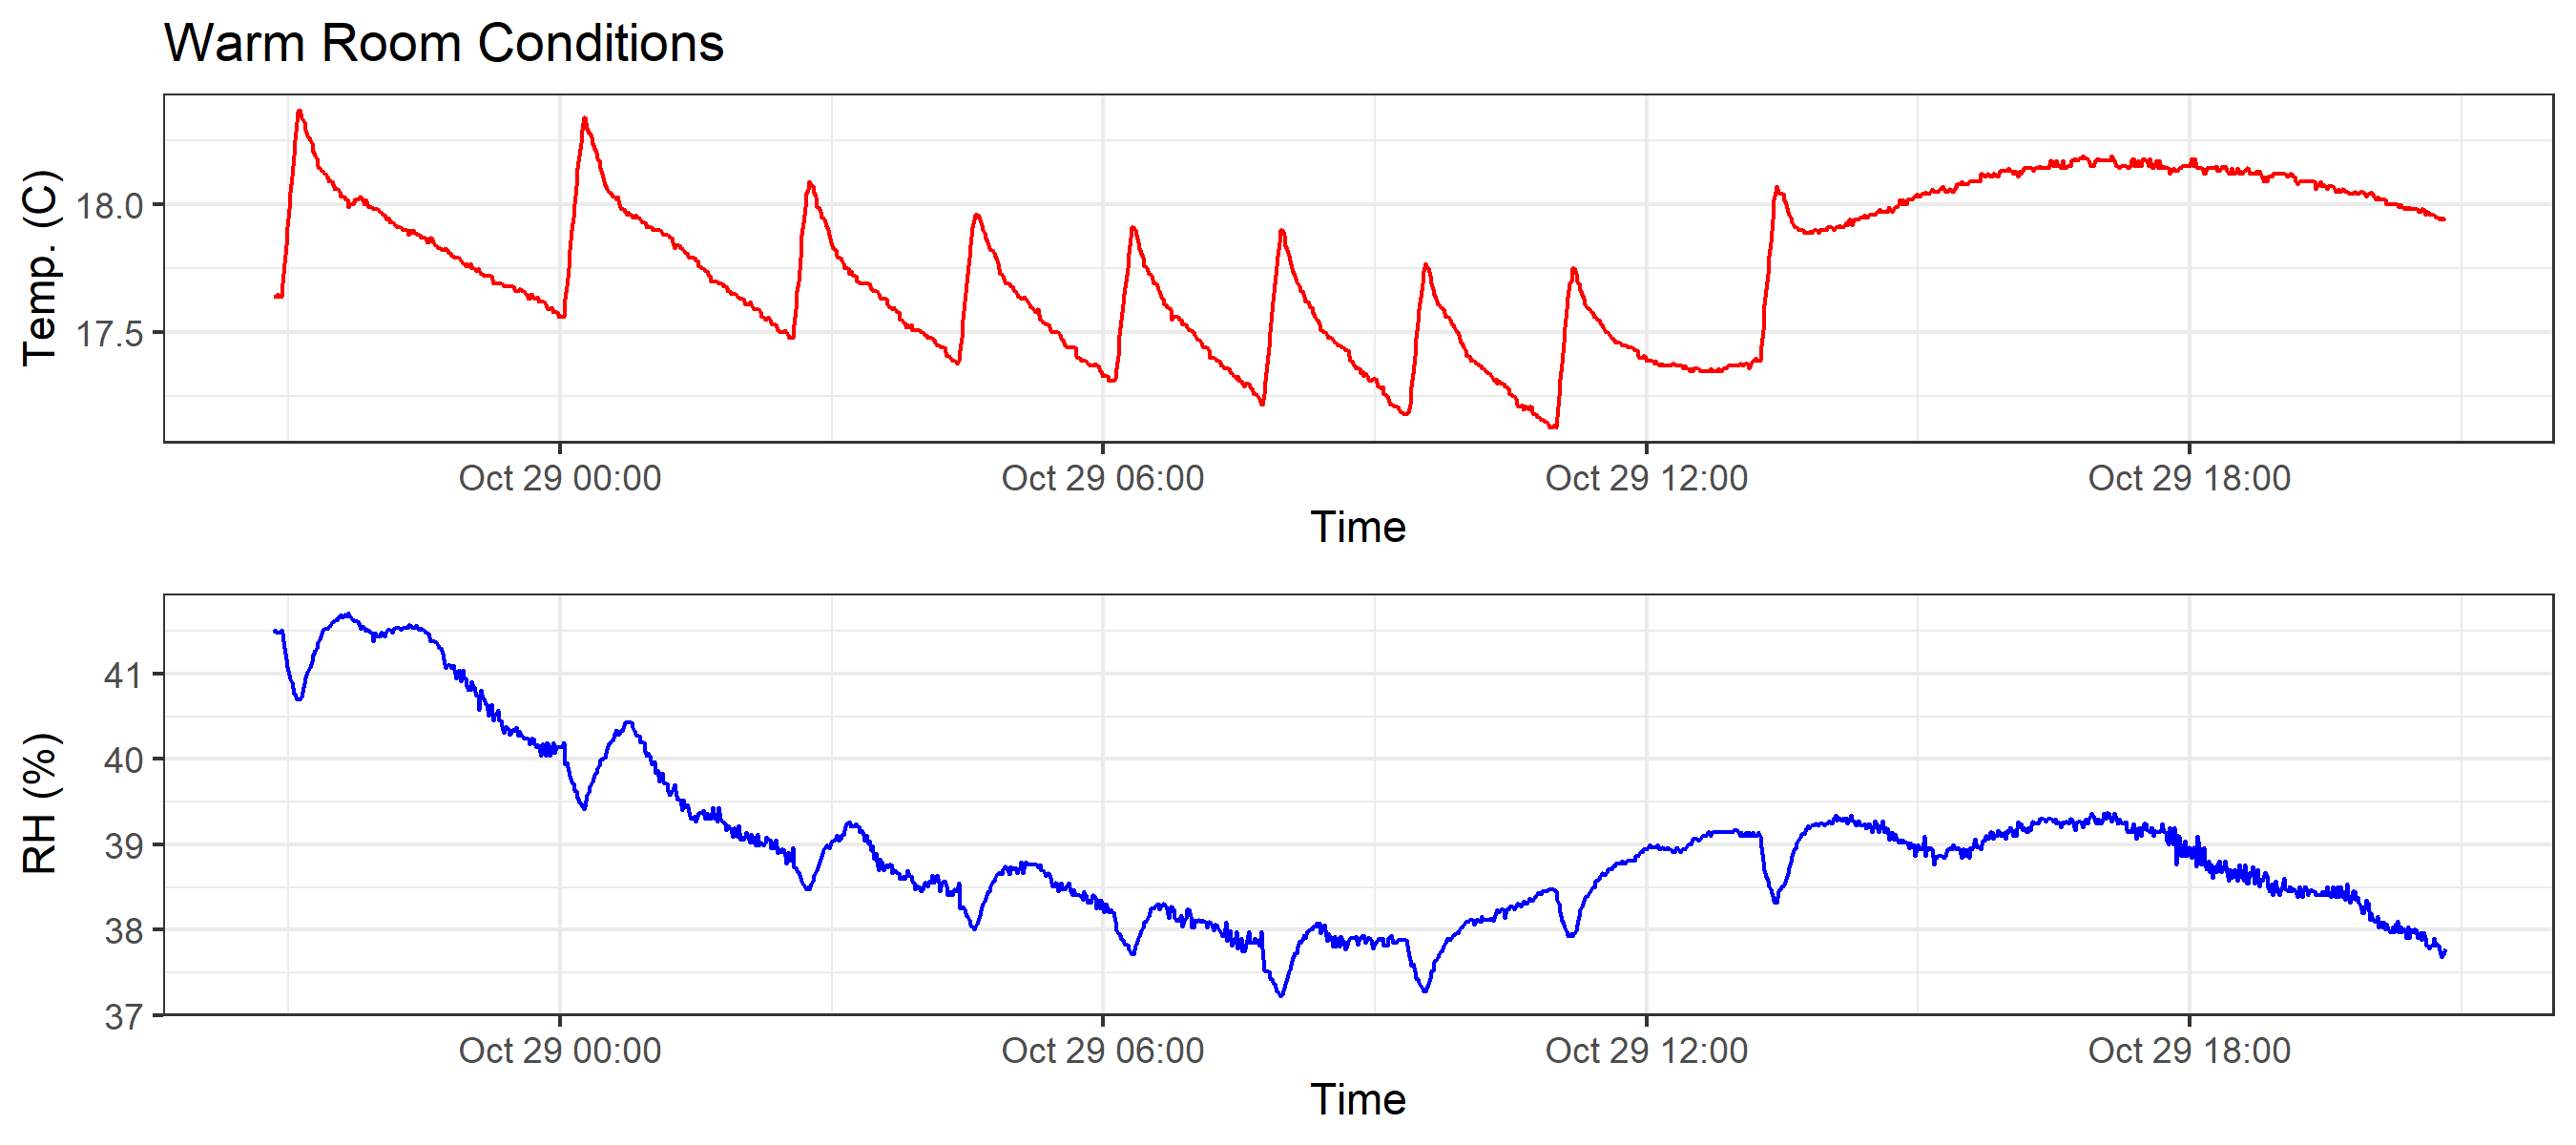 Warm Room Conditions
Temp. (C)
18.0
17.5
Oct 29 00:00 Oct 29 06:00 Oct 29 12:00 Oct 29 18:00
Time
RH (%)
41
40
39
38
37
Oct 29 00:00 Oct 29 06:00 Oct 29 12:00 Oct 29 18:00
Time